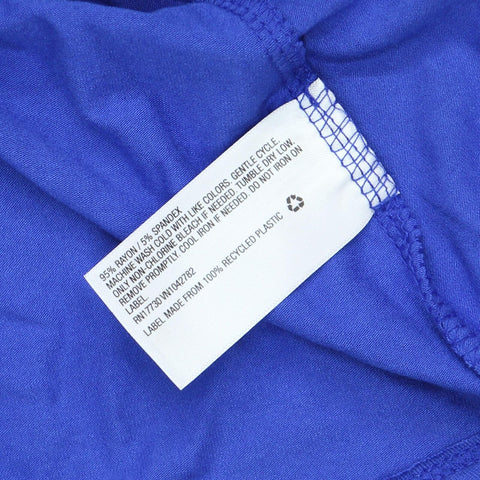 95% RAYON / 5% SPANDEX
MACHINE WASH COLD WITH LIKE COLORS. GENTLE CYCLE.
ONLY NON-CHLORINE BLEACH IF NEEDED. TUMBLE DRY LOW.
REMOVE PROMPTLY. COOL IRON IF NEEDED. DO NOT IRON ON
LABEL.
RN17730 VN1042782
LABEL MADE FROM 100% RECYCLED PLASTIC